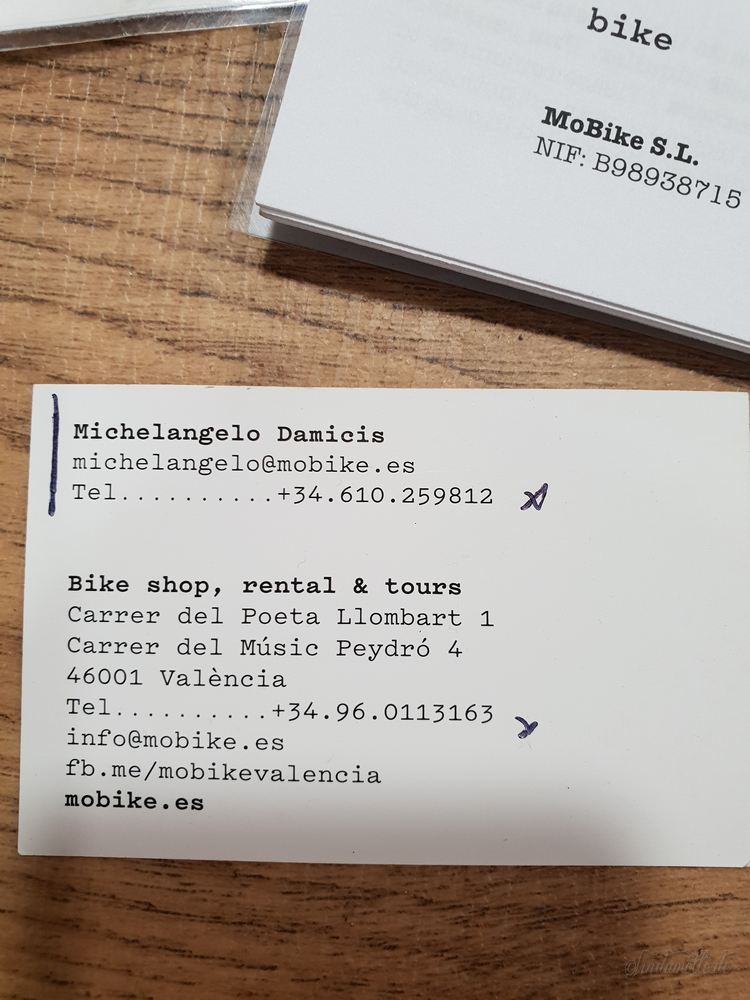 bike
MoBike S.L.
NIF: B98938715
Michelangelo Damicis
michelangelo@mobike.es
Tel..........+34.610.259812
Bike shop, rental & tours
Carrer del Poeta Llombart 1
Carrer del Músic Peydró 4
46001 València
Tel..........+34.96.0113163
info@mobike.es
fb.me/mobikevalencia
mobike.es